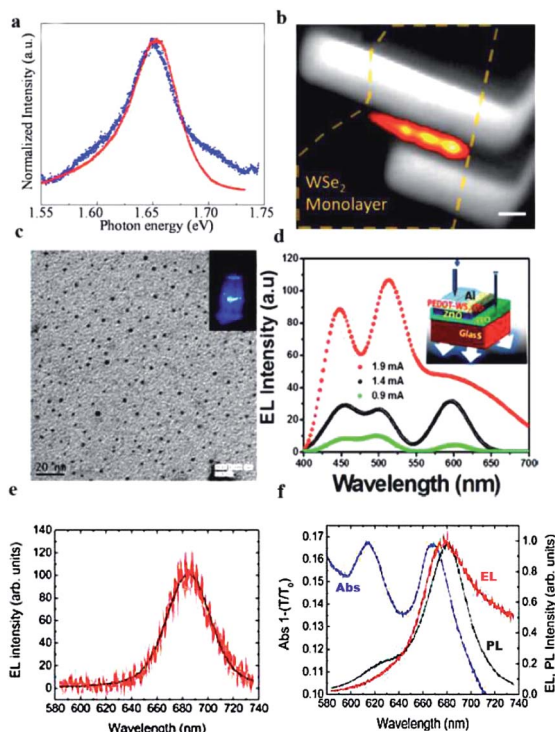 a
Normalized Intensity (a.u.)
1.55
1.60
1.65
1.70
1.75
Photon energy (eV)
b
WSe₂
Monolayer
c
20 nm
d
EL Intensity (a.u)
120
100
80
60
40
20
0
400
450
500
550
600
650
700
Wavelength (nm)
1.9 mA
1.4 mA
0.9 mA
Al
ZnO
Glass
e
EL intensity (arb. units)
140
120
100
80
60
40
20
0
580
600
620
640
660
680
700
720
740
Wavelength (nm)
f
Abs 1-(T/T₀)
0.17
0.16
0.15
0.14
0.13
0.12
0.11
0.10
Abs
EL
PL
1.0
0.8
0.6
0.4
0.2
0.0
EL, PL Intensity (arb. units)
580
600
620
640
660
680
700
720
740
Wavelength (nm)